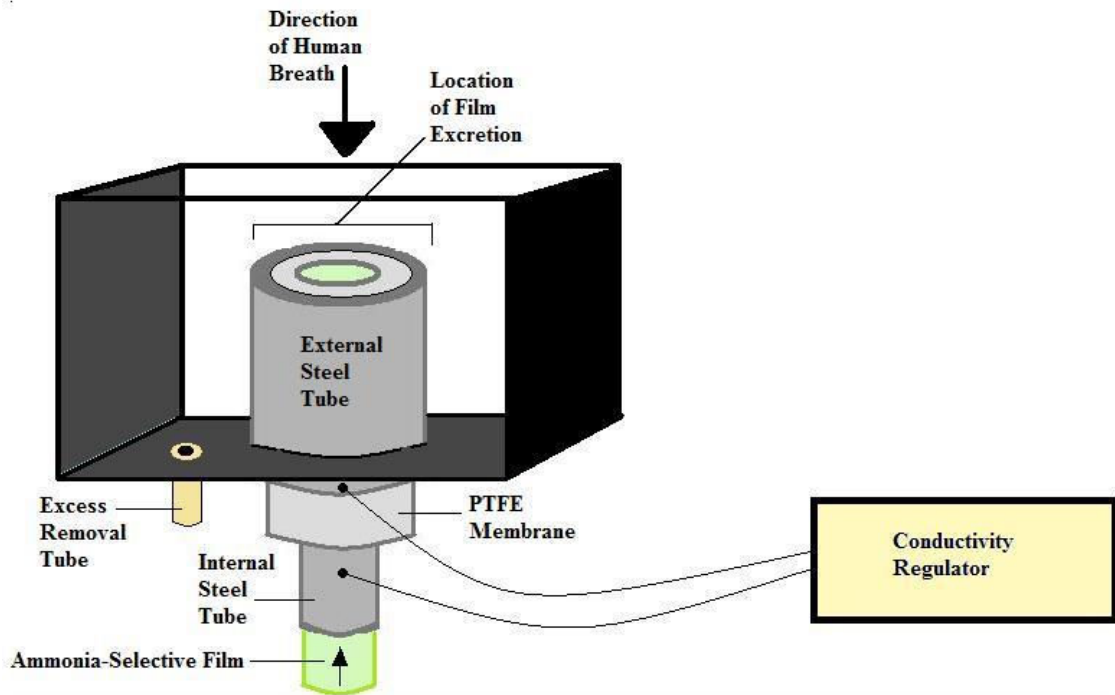 Direction
of Human
Breath
Location
of Film
Excretion
External
Steel
Tube
Excess
Removal
Tube
PTFE
Membrane
Internal
Steel
Tube
Conductivity
Regulator
Ammonia-Selective Film